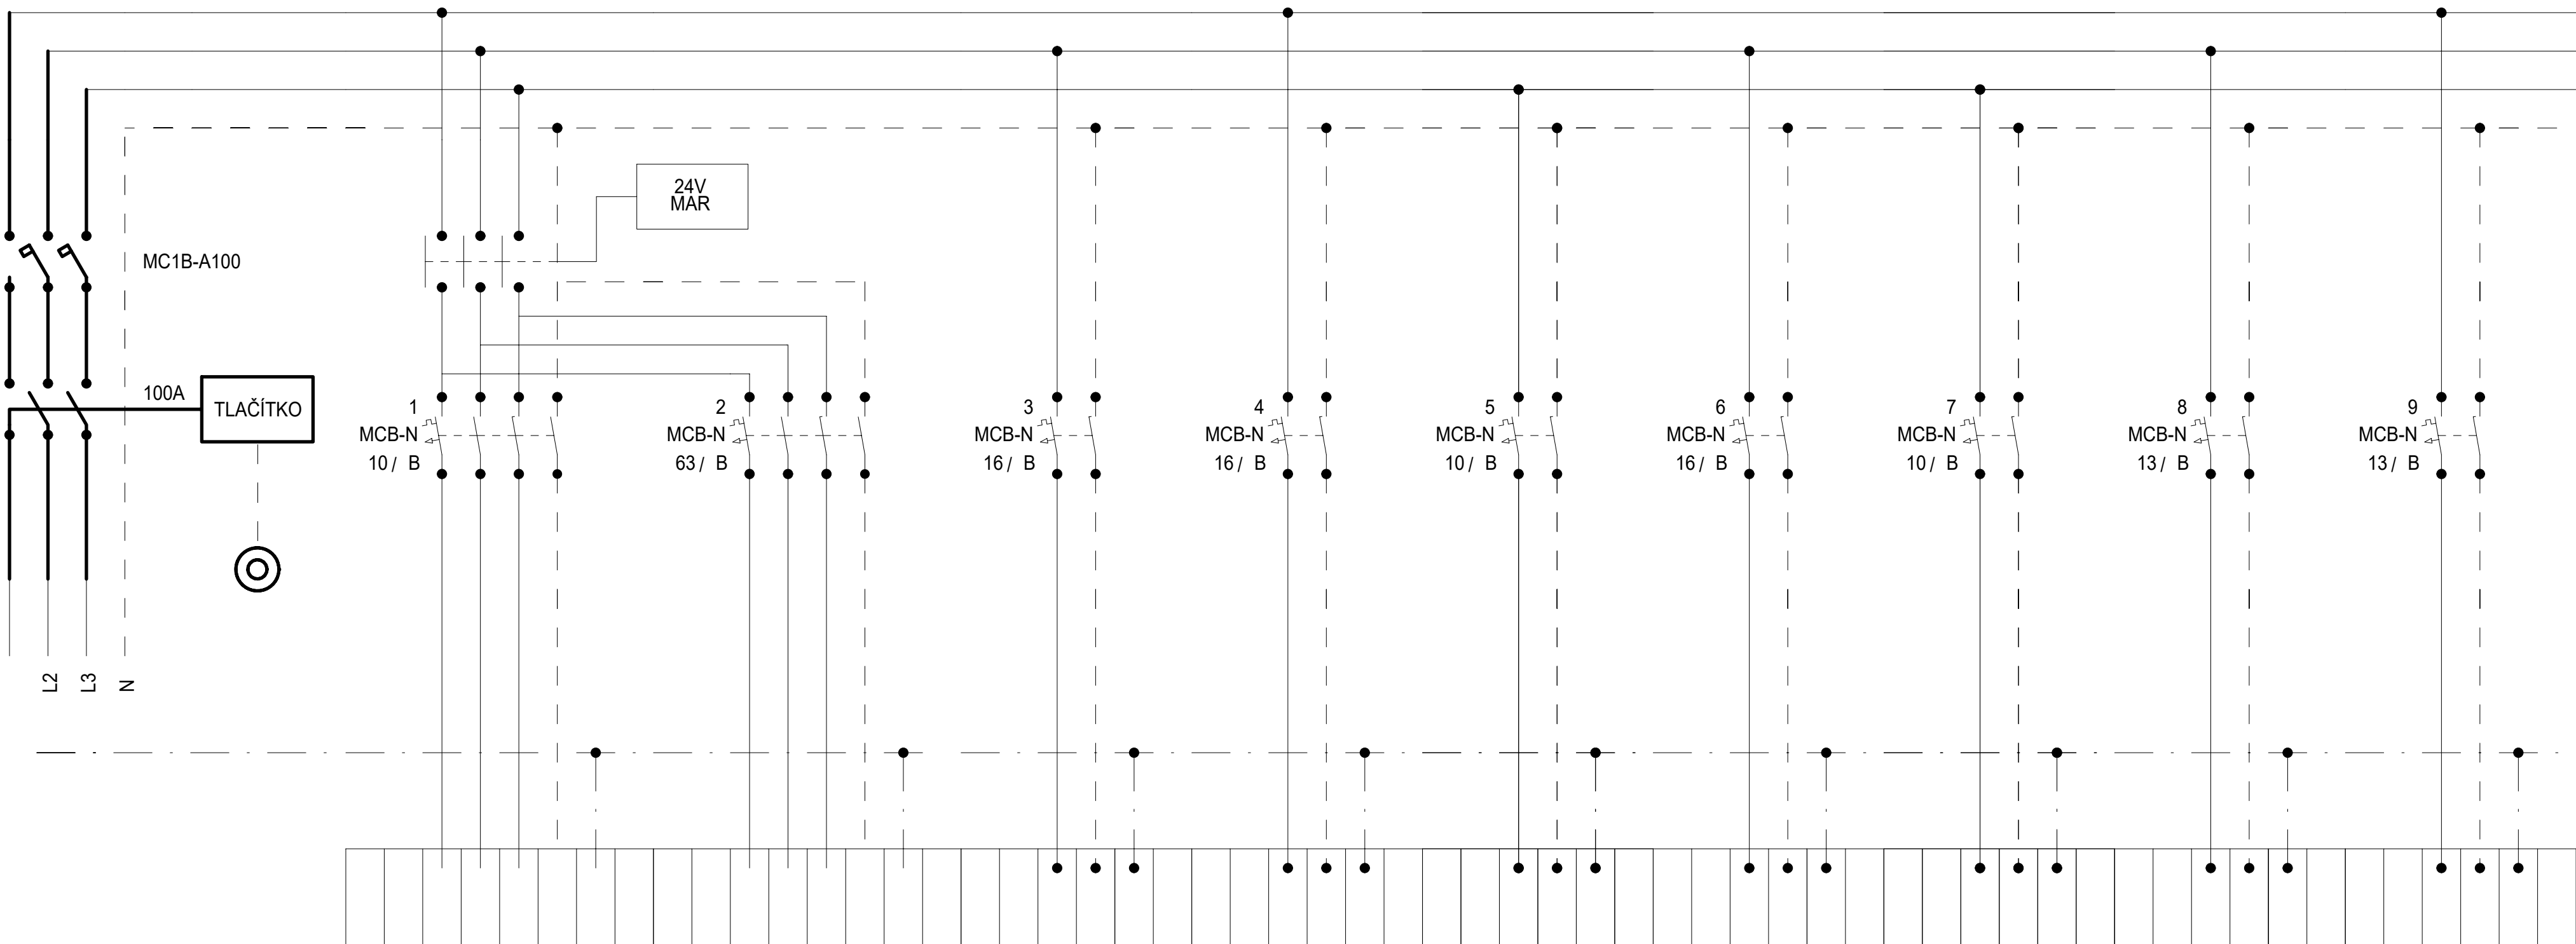 24V
MAR
MC1B-A100
100A
TLAČÍTKO
1
MCB-N
10 / B
2
MCB-N
63 / B
3
MCB-N
16 / B
4
MCB-N
16 / B
5
MCB-N
10 / B
6
MCB-N
16 / B
7
MCB-N
10 / B
8
MCB-N
13 / B
9
MCB-N
13 / B
L2
L3
N